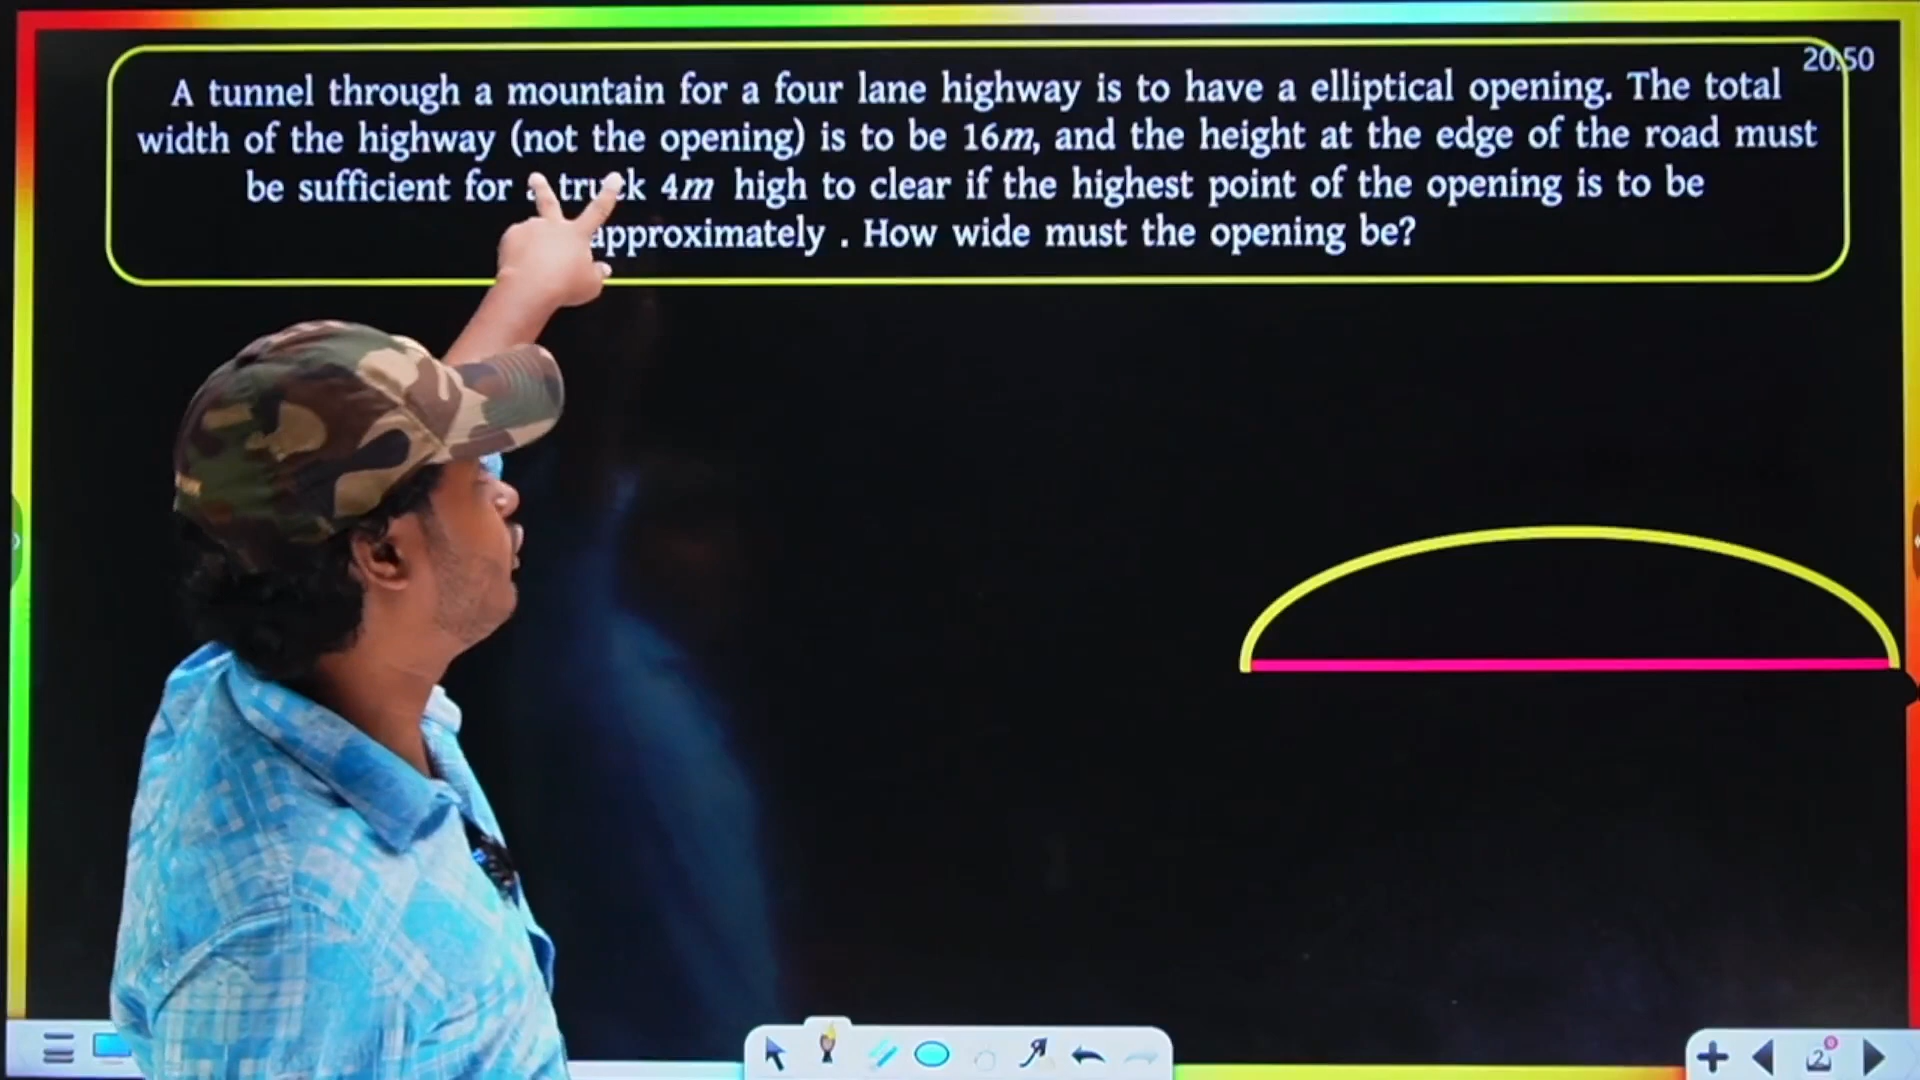 20:50
A tunnel through a mountain for a four lane highway is to have a elliptical opening. The total
width of the highway (not the opening) is to be 16m, and the height at the edge of the road must
be sufficient for a truck 4m high to clear if the highest point of the opening is to be
approximately . How wide must the opening be?
2